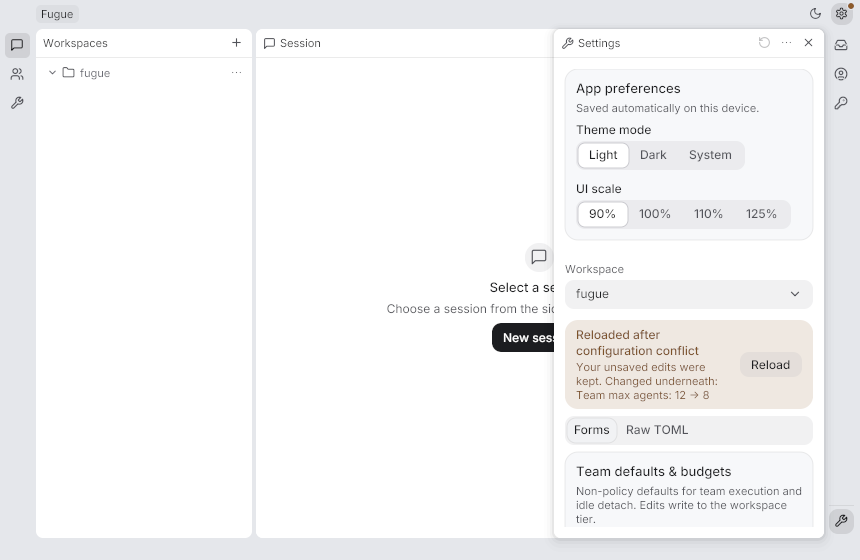 Fugue
Workspaces
fugue
Session
Select a se
Choose a session from the sid
New sess
Settings
App preferences
Saved automatically on this device.
Theme mode
Light Dark System
UI scale
90% 100% 110% 125%
Workspace
fugue
Reloaded after
configuration conflict
Your unsaved edits were
kept. Changed underneath:
Team max agents: 12 → 8
Reload
Forms Raw TOML
Team defaults & budgets
Non-policy defaults for team execution and
idle detach. Edits write to the workspace
tier.